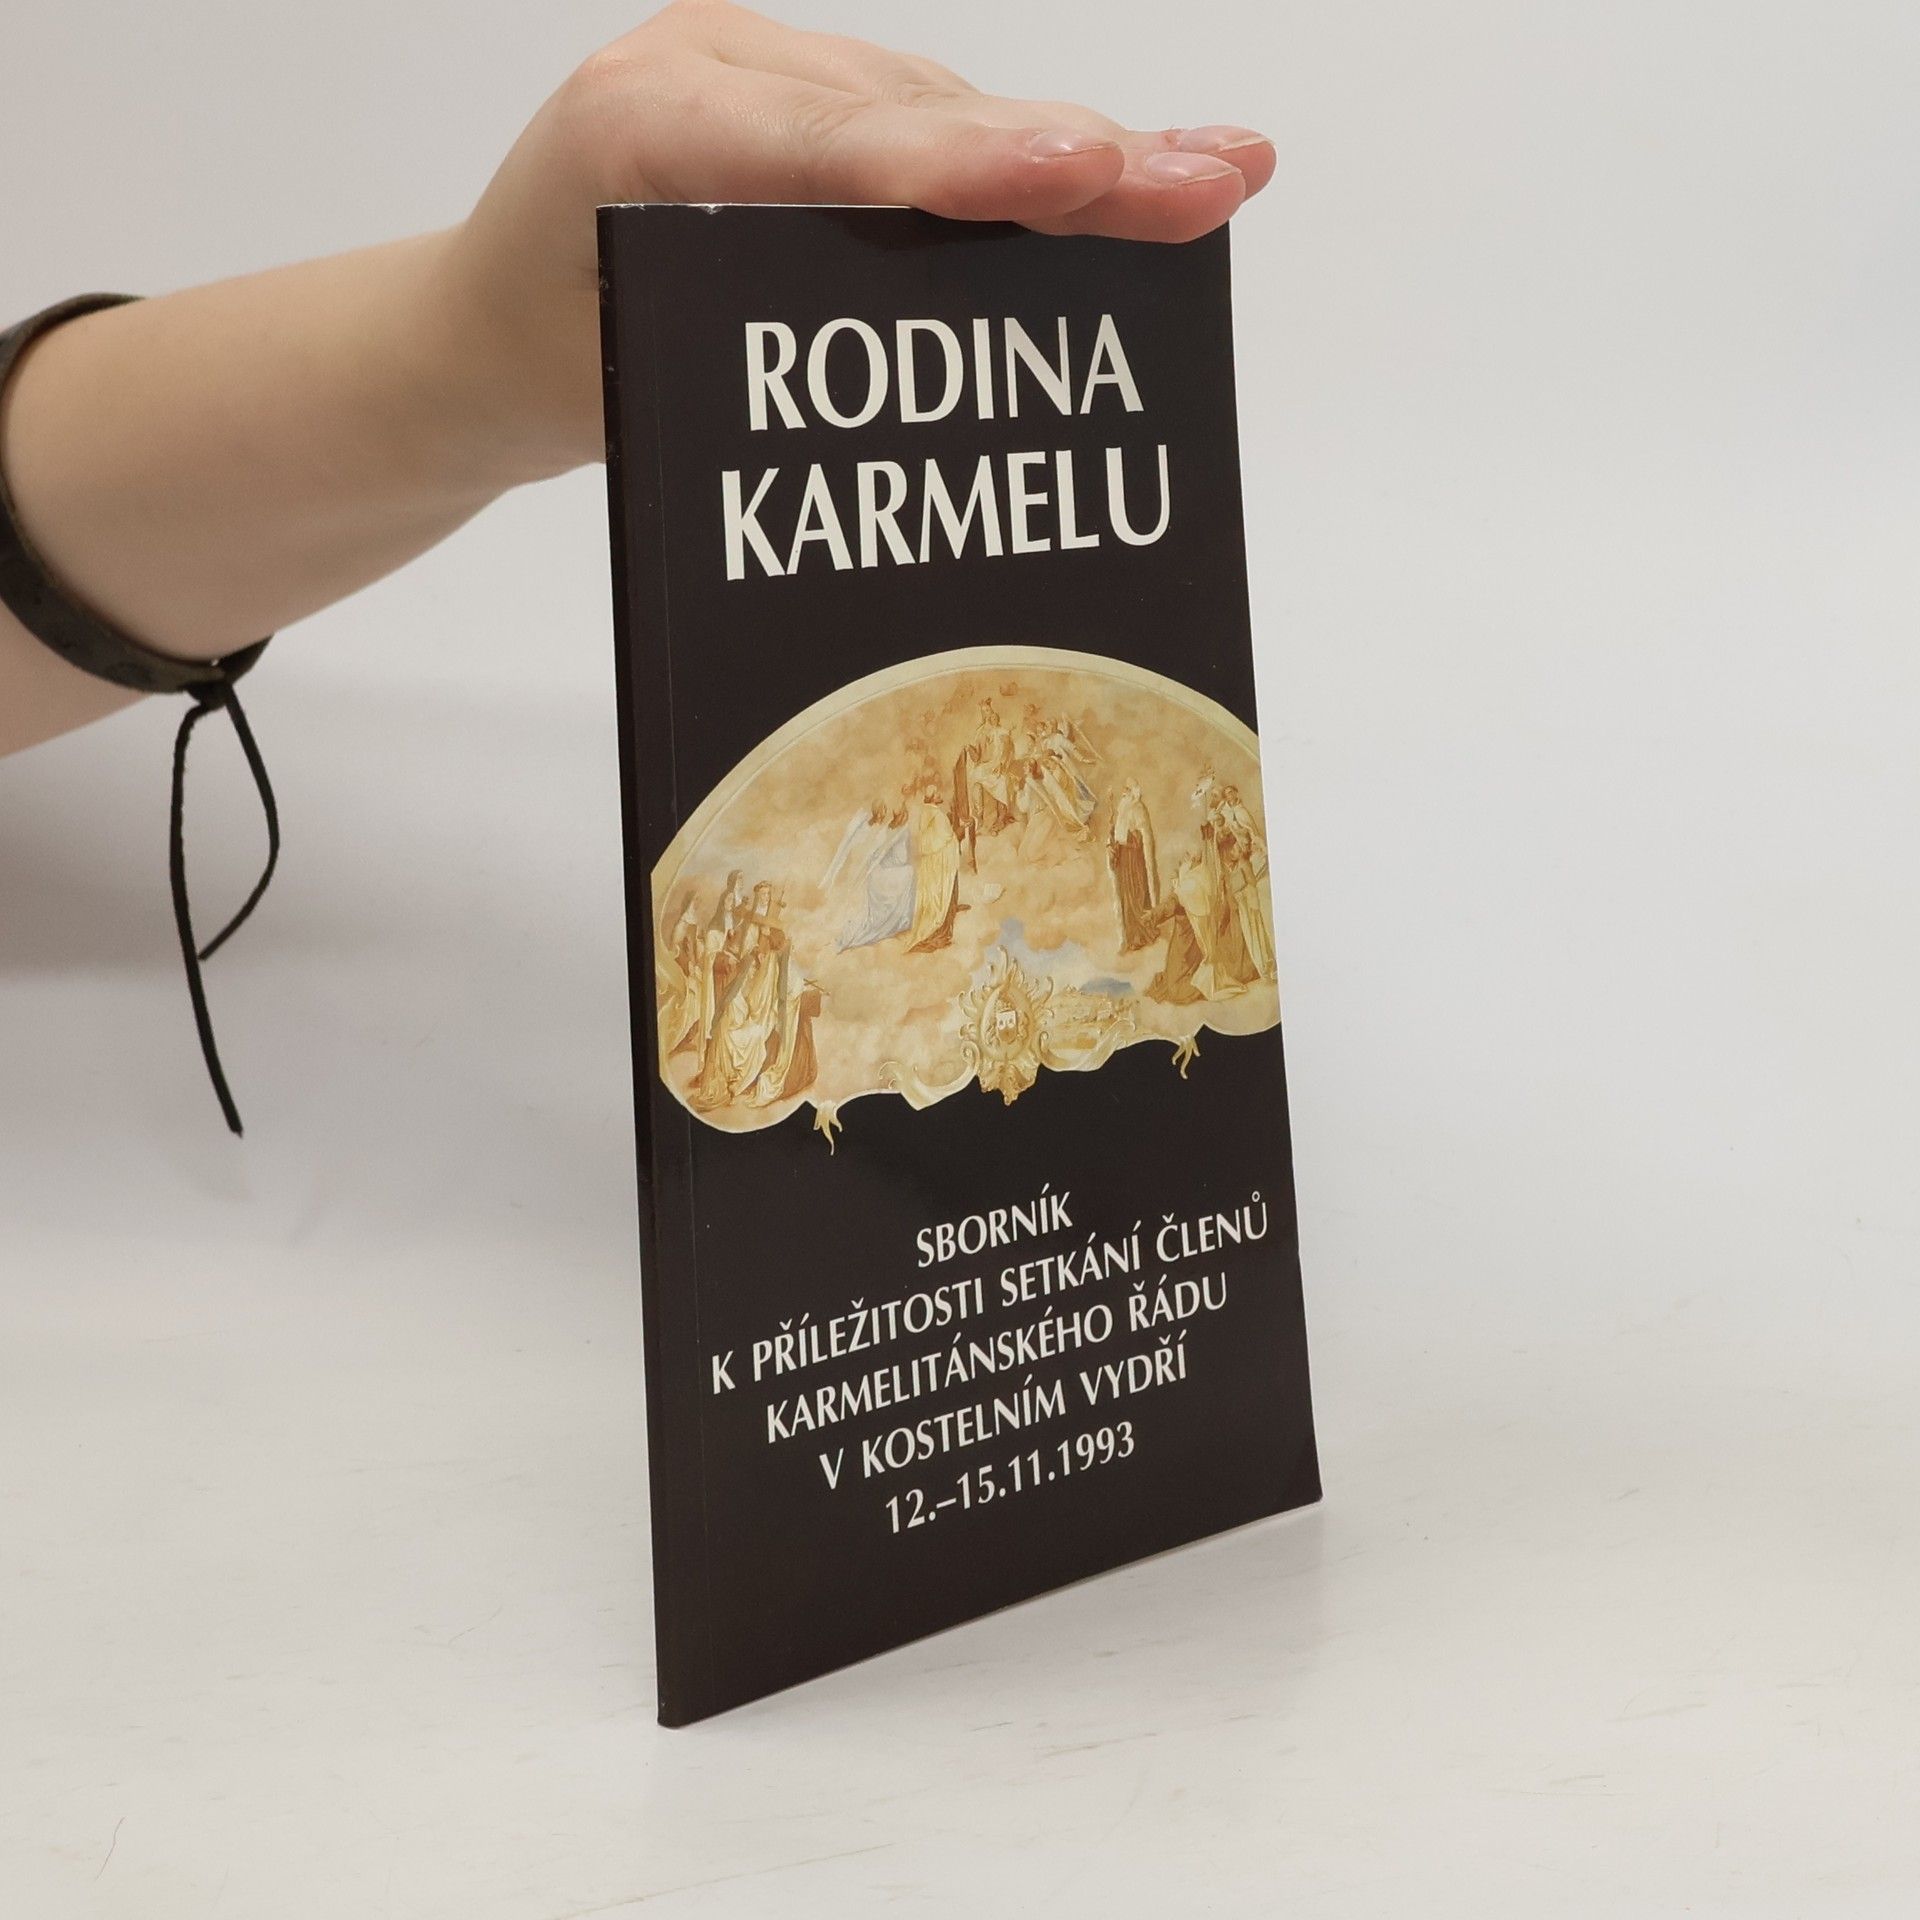 RODINA
KARMELU
SBORNÍK
K PŘÍLEŽITOSTI SETKÁNÍ ČLENŮ
KARMELITÁNSKÉHO ŘÁDU
V KOSTELNÍM VYDŘÍ
12.–15.11.1993